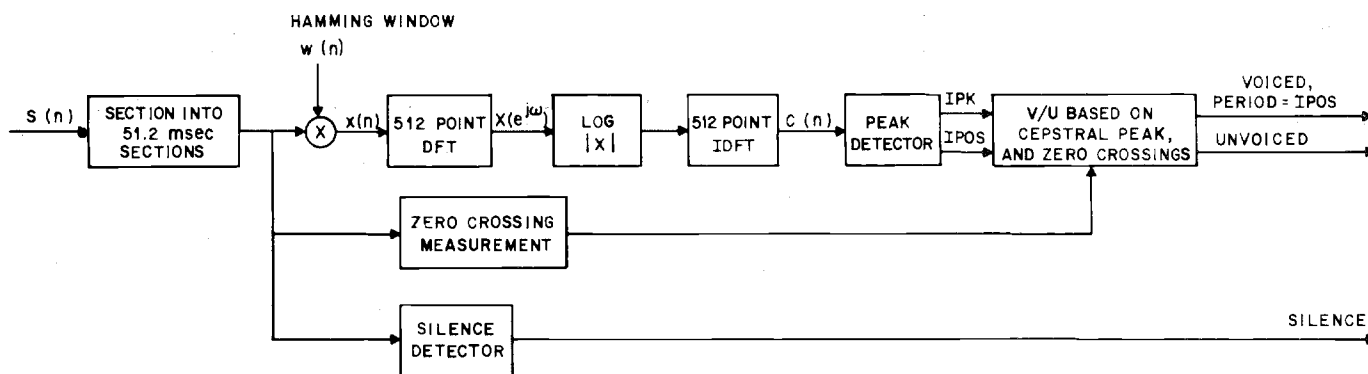 HAMMING WINDOW
w(n)
S(n)
SECTION INTO
51.2 msec
SECTIONS
X
x(n)
512 POINT
DFT
X(e^jω)
LOG
|X|
512 POINT
IDFT
C(n)
PEAK
DETECTOR
IPK
IPOS
V/U BASED ON
CEPSTRAL PEAK,
AND ZERO CROSSINGS
VOICED,
PERIOD = IPOS
UNVOICED
ZERO CROSSING
MEASUREMENT
SILENCE
DETECTOR
SILENCE